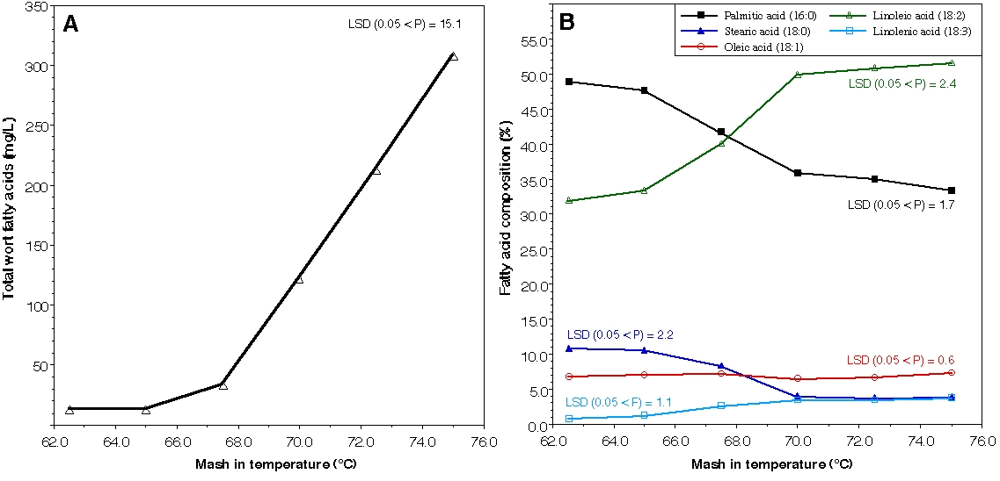 A
LSD (0.05 < P) = 15.1
Total wort fatty acids (mg/L)
350
300
250
200
150
100
50
62.0 64.0 66.0 68.0 70.0 72.0 74.0 76.0
Mash in temperature (°C)
B
Palmitic acid (16:0)
Stearic acid (18:0)
Oleic acid (18:1)
Linoleic acid (18:2)
Linolenic acid (18:3)
Fatty acid composition (%)
55.0
50.0
45.0
40.0
35.0
30.0
25.0
20.0
15.0
10.0
5.0
0.0
LSD (0.05 < P) = 2.4
LSD (0.05 < P) = 1.7
LSD (0.05 < P) = 2.2
LSD (0.05 < P) = 0.6
LSD (0.05 < P) = 1.1
62.0 64.0 66.0 68.0 70.0 72.0 74.0 76.0
Mash in temperature (°C)